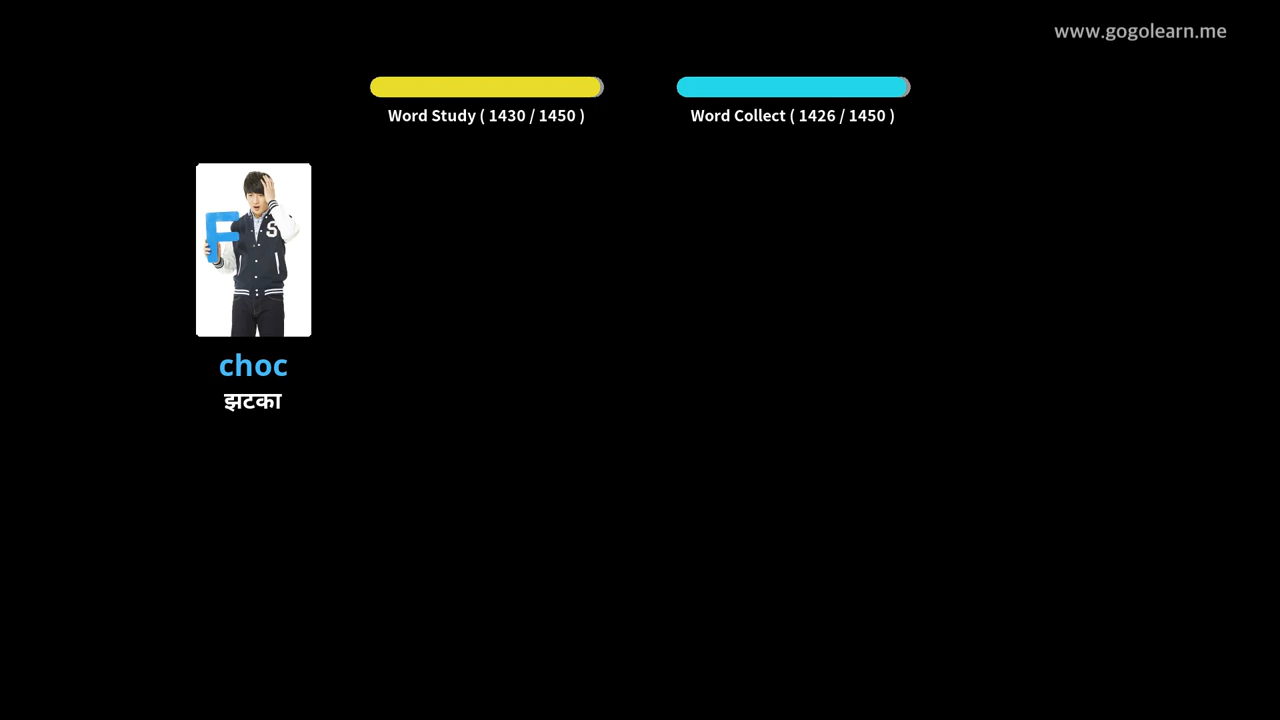 www.gogolearn.me
Word Study ( 1430 / 1450 )
Word Collect ( 1426 / 1450 )
F
S
choc
झटका